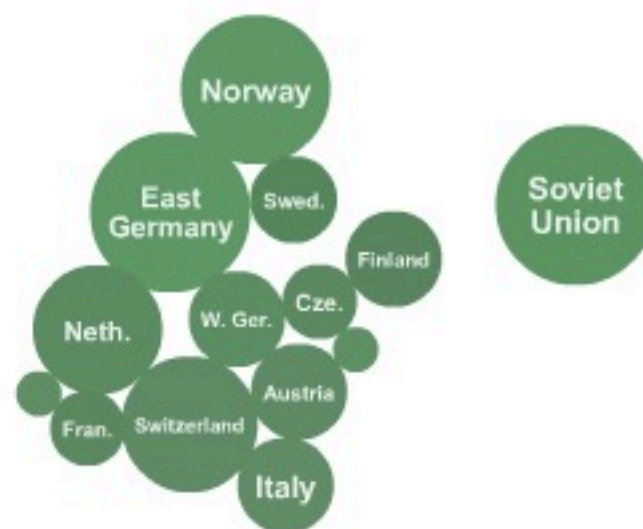 Norway
East
Germany
Swed.
Soviet
Union
Finland
Cze.
W. Ger.
Neth.
Austria
Fran.
Switzerland
Italy